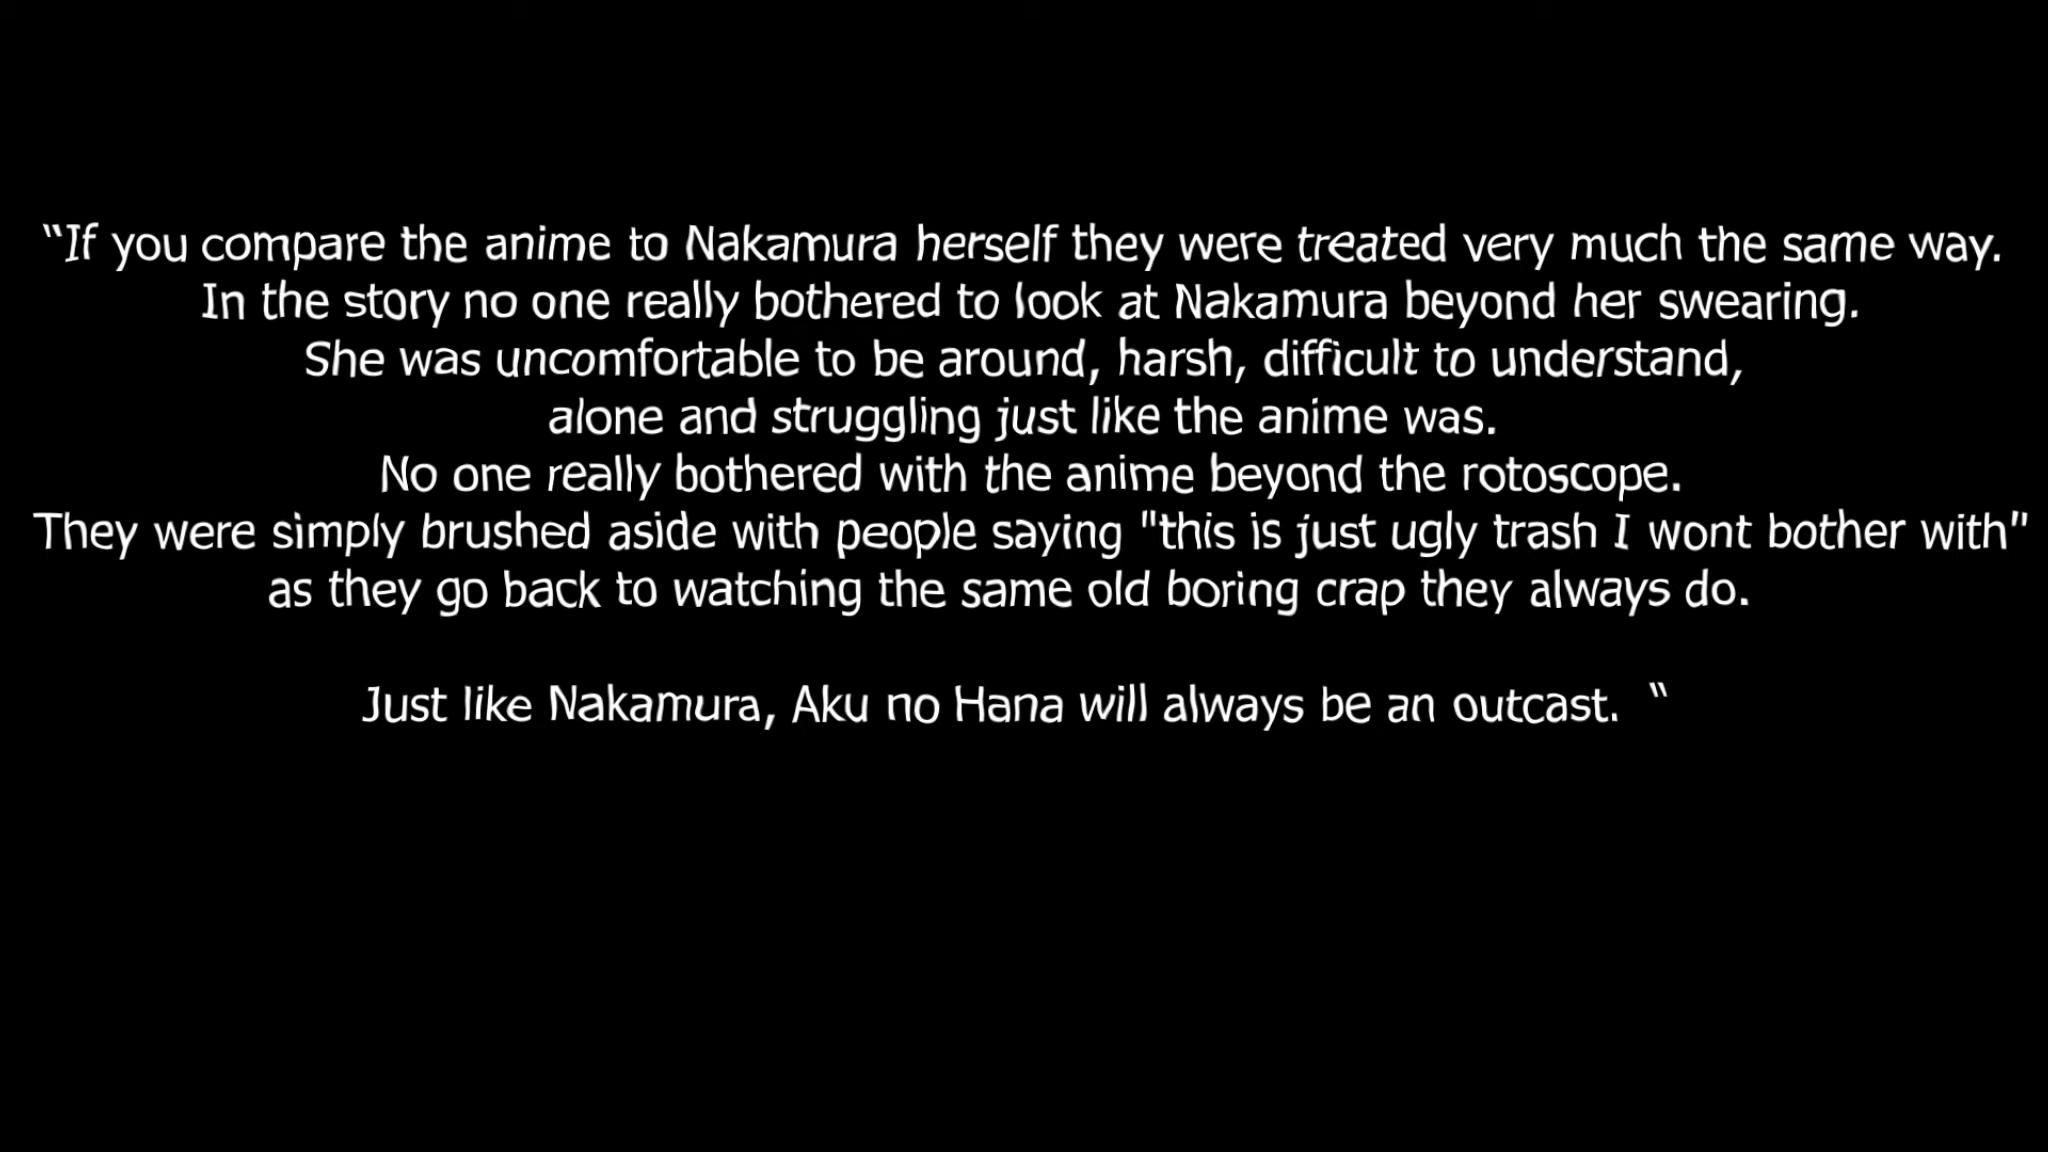 “If you compare the anime to Nakamura herself they were treated very much the same way.
In the story no one really bothered to look at Nakamura beyond her swearing.
She was uncomfortable to be around, harsh, difficult to understand,
alone and struggling just like the anime was.
No one really bothered with the anime beyond the rotoscope.
They were simply brushed aside with people saying "this is just ugly trash I wont bother with"
as they go back to watching the same old boring crap they always do.
Just like Nakamura, Aku no Hana will always be an outcast.  “